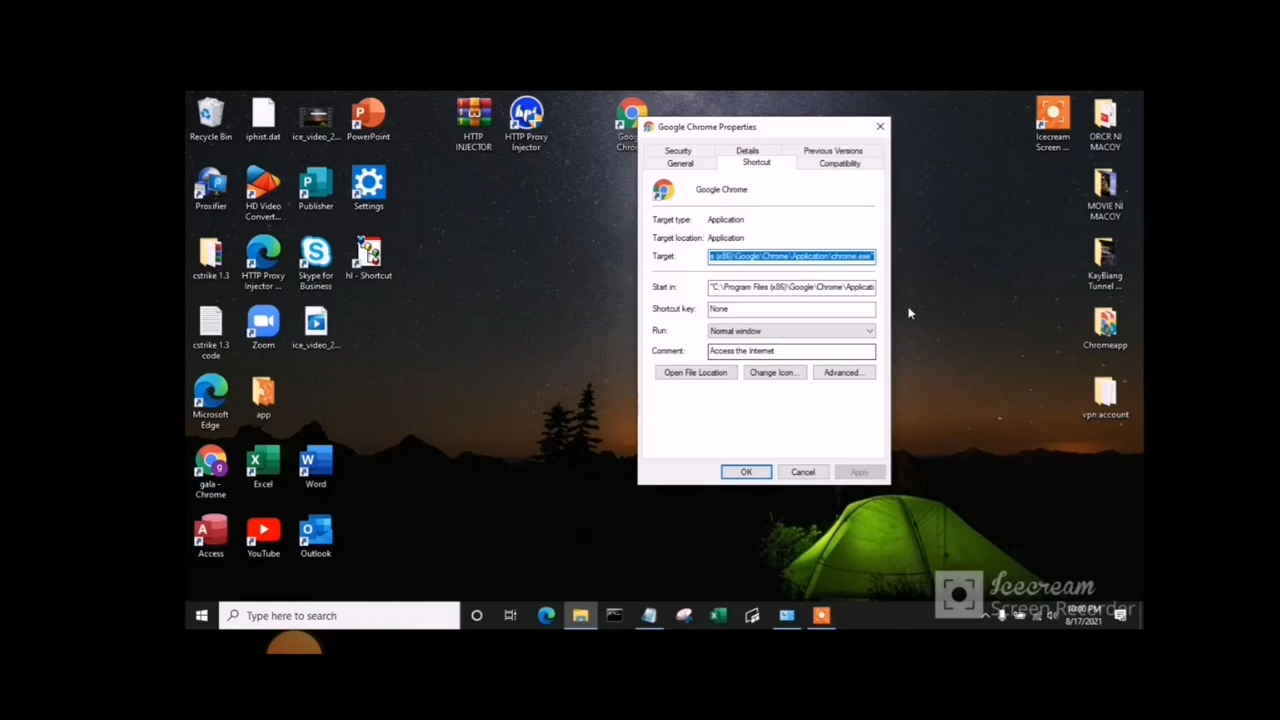 Recycle Bin
iphist.dat
ice_video_2...
PowerPoint
HTTP
INJECTOR
HTTP Proxy
Injector
Goog
Chron
Icecream
Screen ...
ORCR NI
MACOY
Proxifier
HD Video
Convert...
Publisher
Settings
MOVIE NI
MACOY
cstrike 1.3
HTTP Proxy
Injector ...
Skype for
Business
hl - Shortcut
KayBiang
Tunnel ...
cstrike 1.3
code
Zoom
ice_video_2...
Chromeapp
Microsoft
Edge
app
vpn account
gala -
Chrome
Excel
Word
Access
YouTube
Outlook
Google Chrome Properties
Security
Details
Previous Versions
General
Shortcut
Compatibility
Google Chrome
Target type: Application
Target location: Application
Target: s (x86)\Google\Chrome\Application\chrome.exe"
Start in: "C:\Program Files (x86)\Google\Chrome\Applicati
Shortcut key: None
Run: Normal window
Comment: Access the Internet
Open File Location
Change Icon...
Advanced...
OK
Cancel
Apply
Icecream
Screen Recorder
Type here to search
10:00 PM
8/17/2021